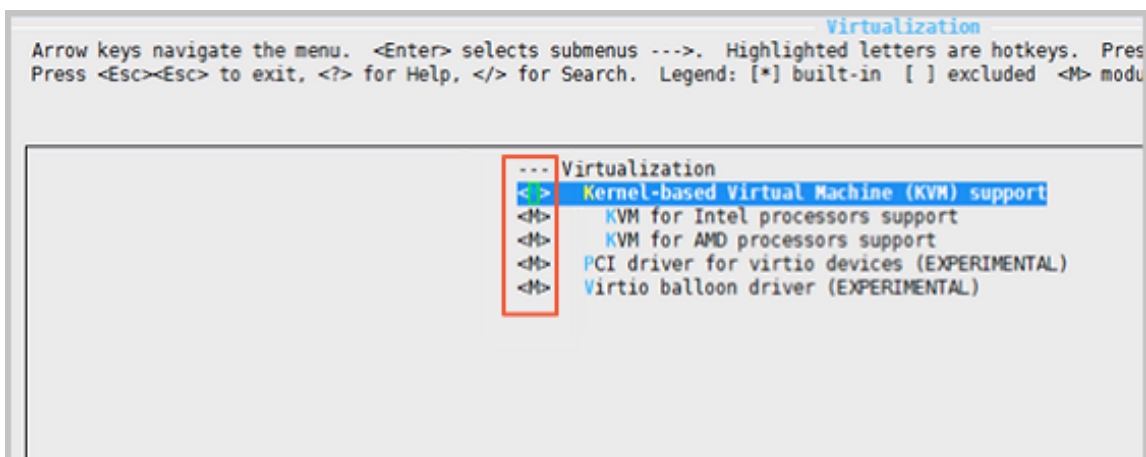 Virtualization
Arrow keys navigate the menu. <Enter> selects submenus --->. Highlighted letters are hotkeys. Pres
Press <Esc><Esc> to exit, <?> for Help, </> for Search. Legend: [*] built-in [ ] excluded <M> modu
--- Virtualization
< > Kernel-based Virtual Machine (KVM) support
<M> KVM for Intel processors support
<M> KVM for AMD processors support
<M> PCI driver for virtio devices (EXPERIMENTAL)
<M> Virtio balloon driver (EXPERIMENTAL)